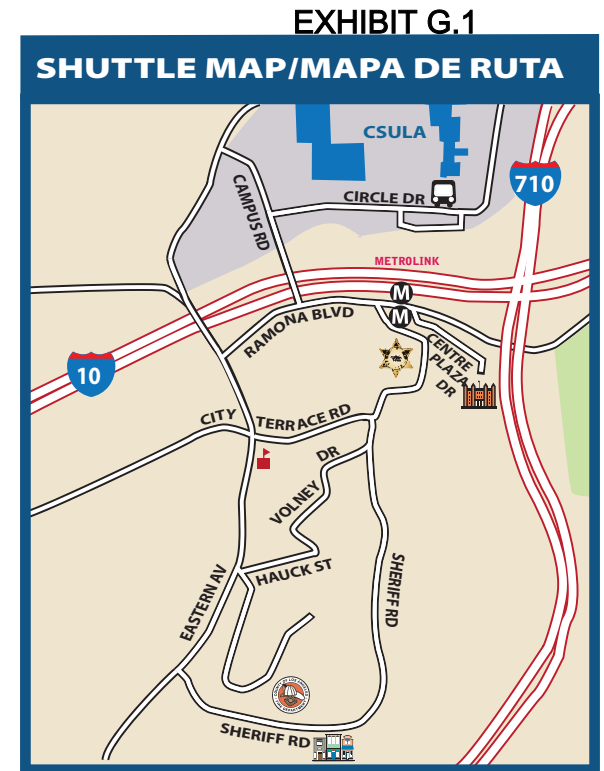 EXHIBIT G.1
SHUTTLE MAP/MAPA DE RUTA
CSULA
710
CAMPUS RD
CIRCLE DR
METROLINK
M
M
RAMONA BLVD
CENTRE
PLAZA
DR
10
CITY TERRACE RD
VOLNEY DR
HAUCK ST
EASTERN AV
SHERIFF RD
SHERIFF RD